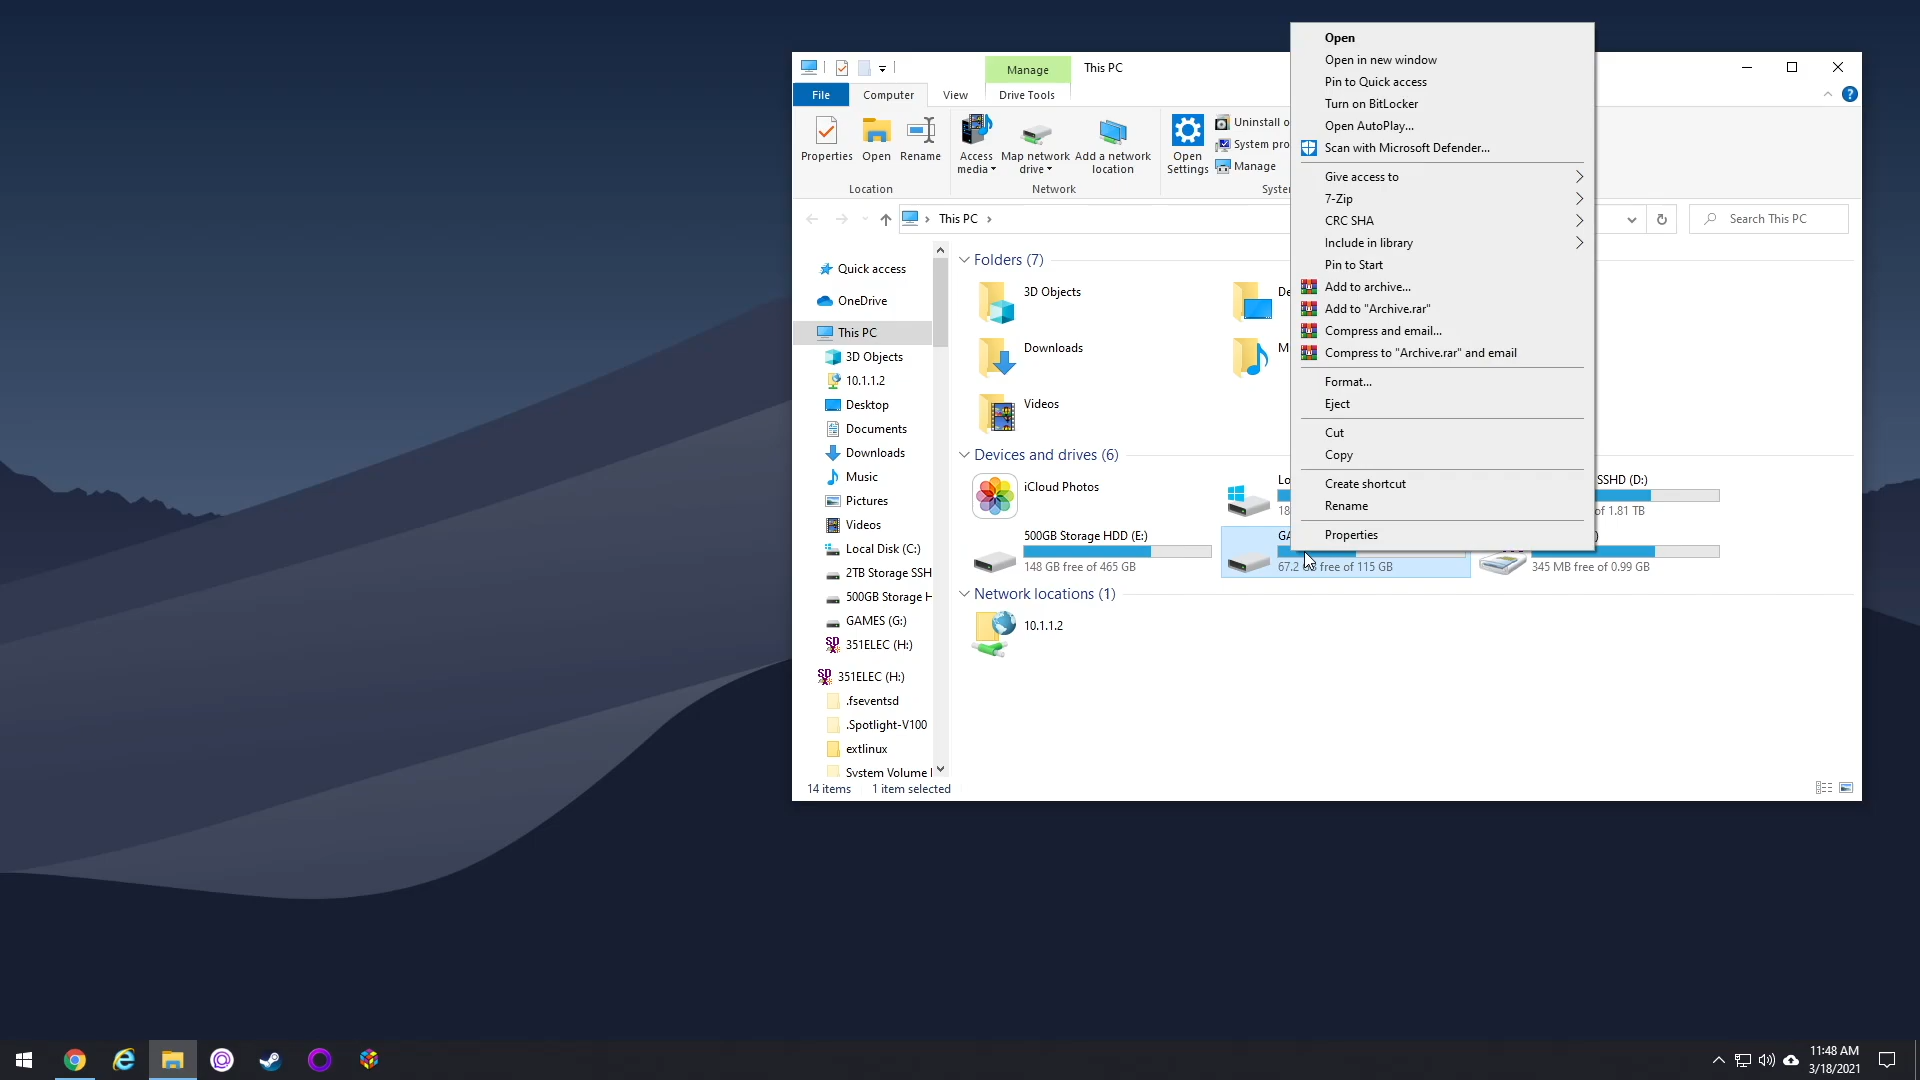 Manage
This PC
File
Computer
View
Drive Tools
Properties
Open
Rename
Access media
Map network drive
Add a network location
Open Settings
Uninstall o
System pro
Manage
Location
Network
Syste
This PC
Search This PC
Quick access
OneDrive
This PC
3D Objects
10.1.1.2
Desktop
Documents
Downloads
Music
Pictures
Videos
Local Disk (C:)
2TB Storage SSH
500GB Storage H
GAMES (G:)
351ELEC (H:)
351ELEC (H:)
.fseventsd
.Spotlight-V100
extlinux
System Volume I
Folders (7)
3D Objects
De
Downloads
M
Videos
Devices and drives (6)
iCloud Photos
Lo
18
SSHD (D:)
of 1.81 TB
500GB Storage HDD (E:)
148 GB free of 465 GB
GA
67.2 GB free of 115 GB
)
345 MB free of 0.99 GB
Network locations (1)
10.1.1.2
14 items
1 item selected
Open
Open in new window
Pin to Quick access
Turn on BitLocker
Open AutoPlay...
Scan with Microsoft Defender...
Give access to
7-Zip
CRC SHA
Include in library
Pin to Start
Add to archive...
Add to "Archive.rar"
Compress and email...
Compress to "Archive.rar" and email
Format...
Eject
Cut
Copy
Create shortcut
Rename
Properties
11:48 AM
3/18/2021